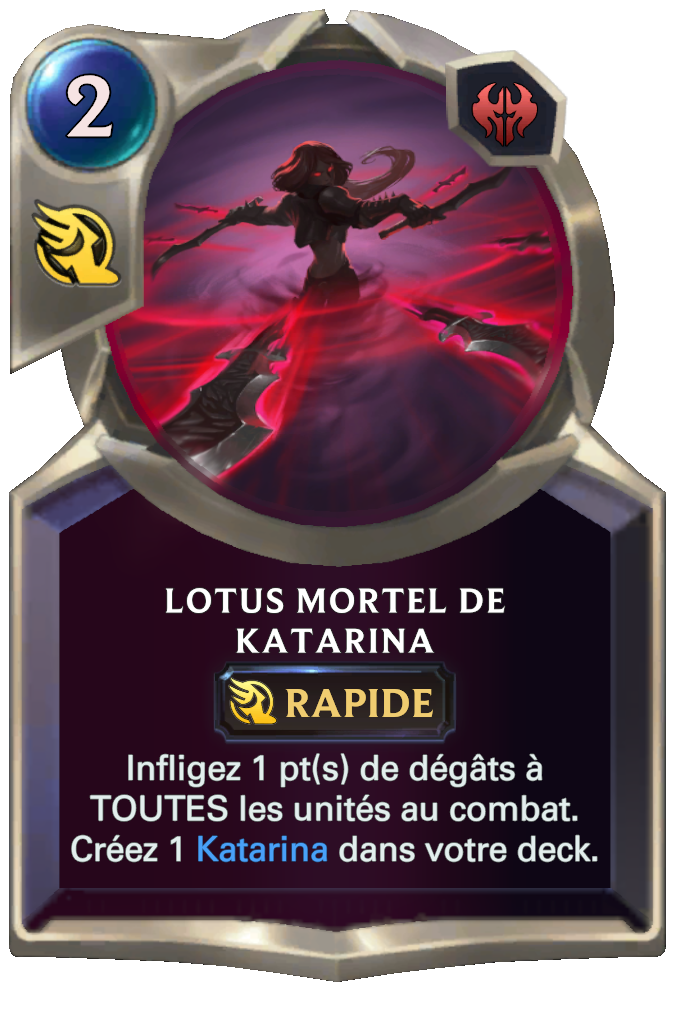 2
LOTUS MORTEL DE
KATARINA
RAPIDE
Infligez 1 pt(s) de dégâts à
TOUTES les unités au combat.
Créez 1 Katarina dans votre deck.